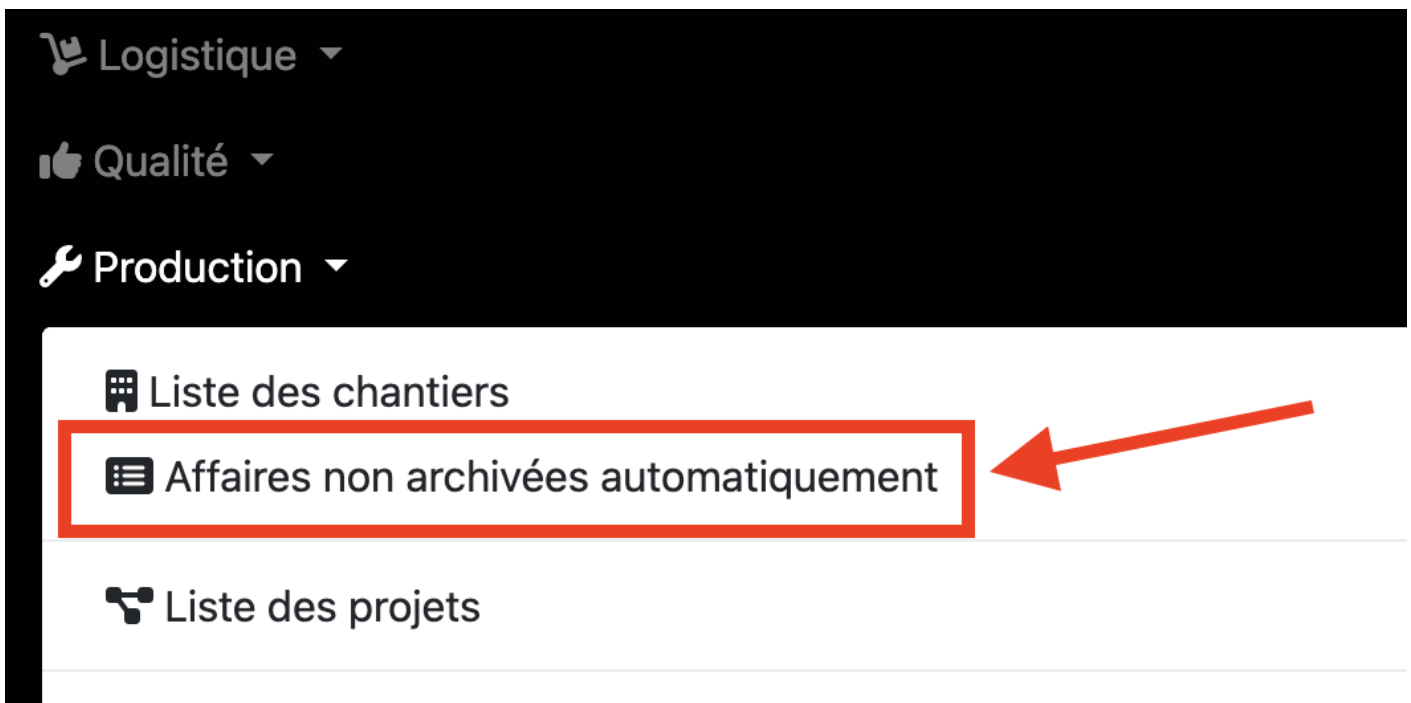 Logistique
Qualité
Production
Liste des chantiers
Affaires non archivées automatiquement
Liste des projets